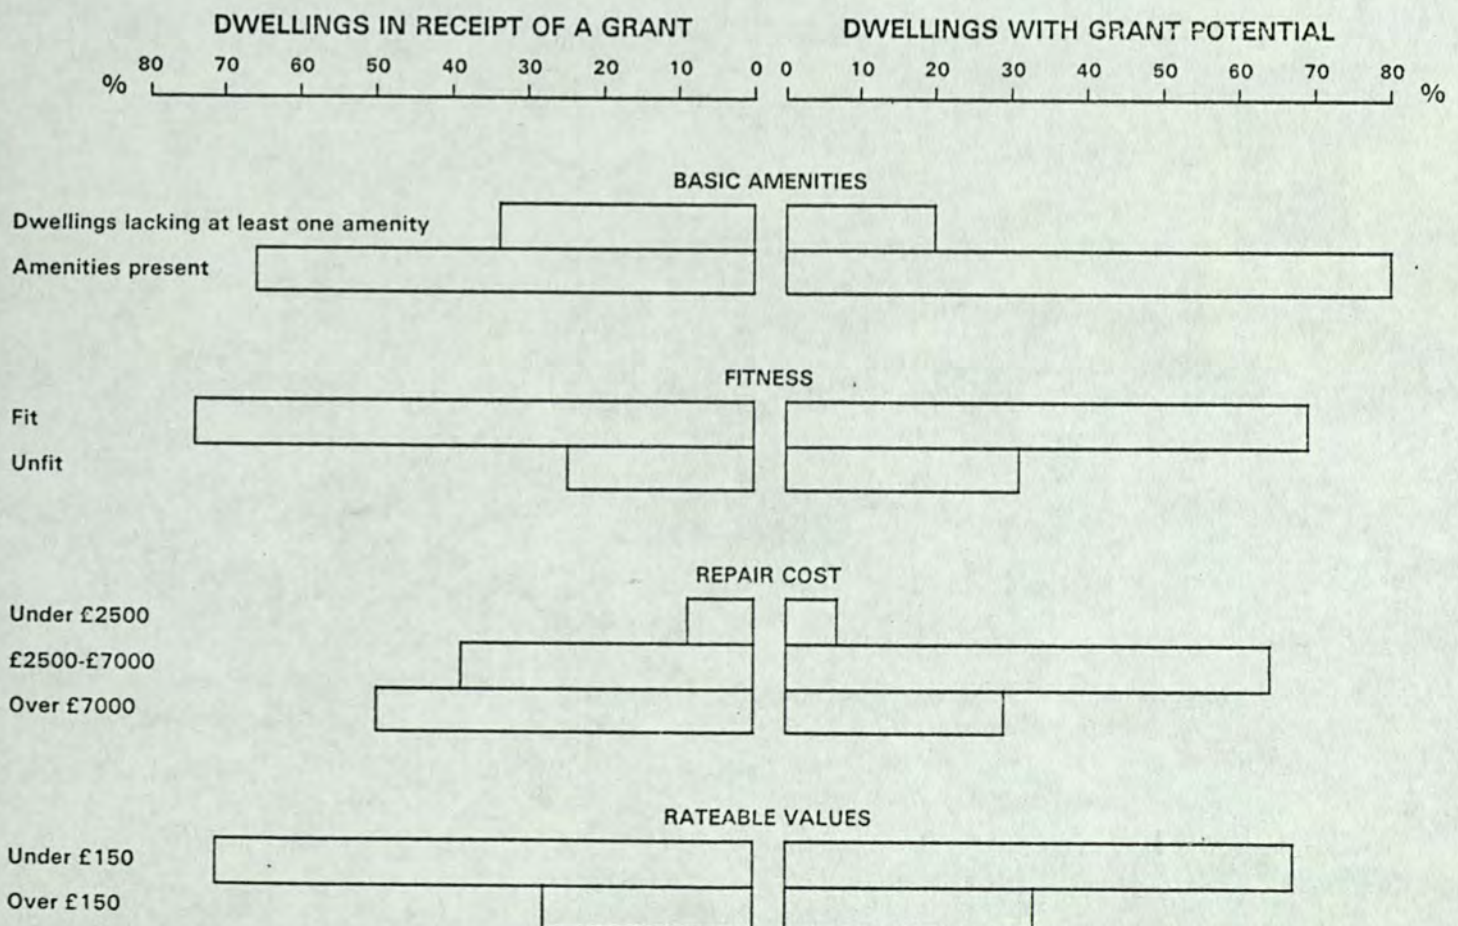 DWELLINGS IN RECEIPT OF A GRANT DWELLINGS WITH GRANT POTENTIAL
% 80 70 60 50 40 30 20 10 0 0 10 20 30 40 50 60 70 80 %
BASIC AMENITIES
Dwellings lacking at least one amenity
Amenities present
FITNESS
Fit
Unfit
REPAIR COST
Under £2500
£2500-£7000
Over £7000
RATEABLE VALUES
Under £150
Over £150